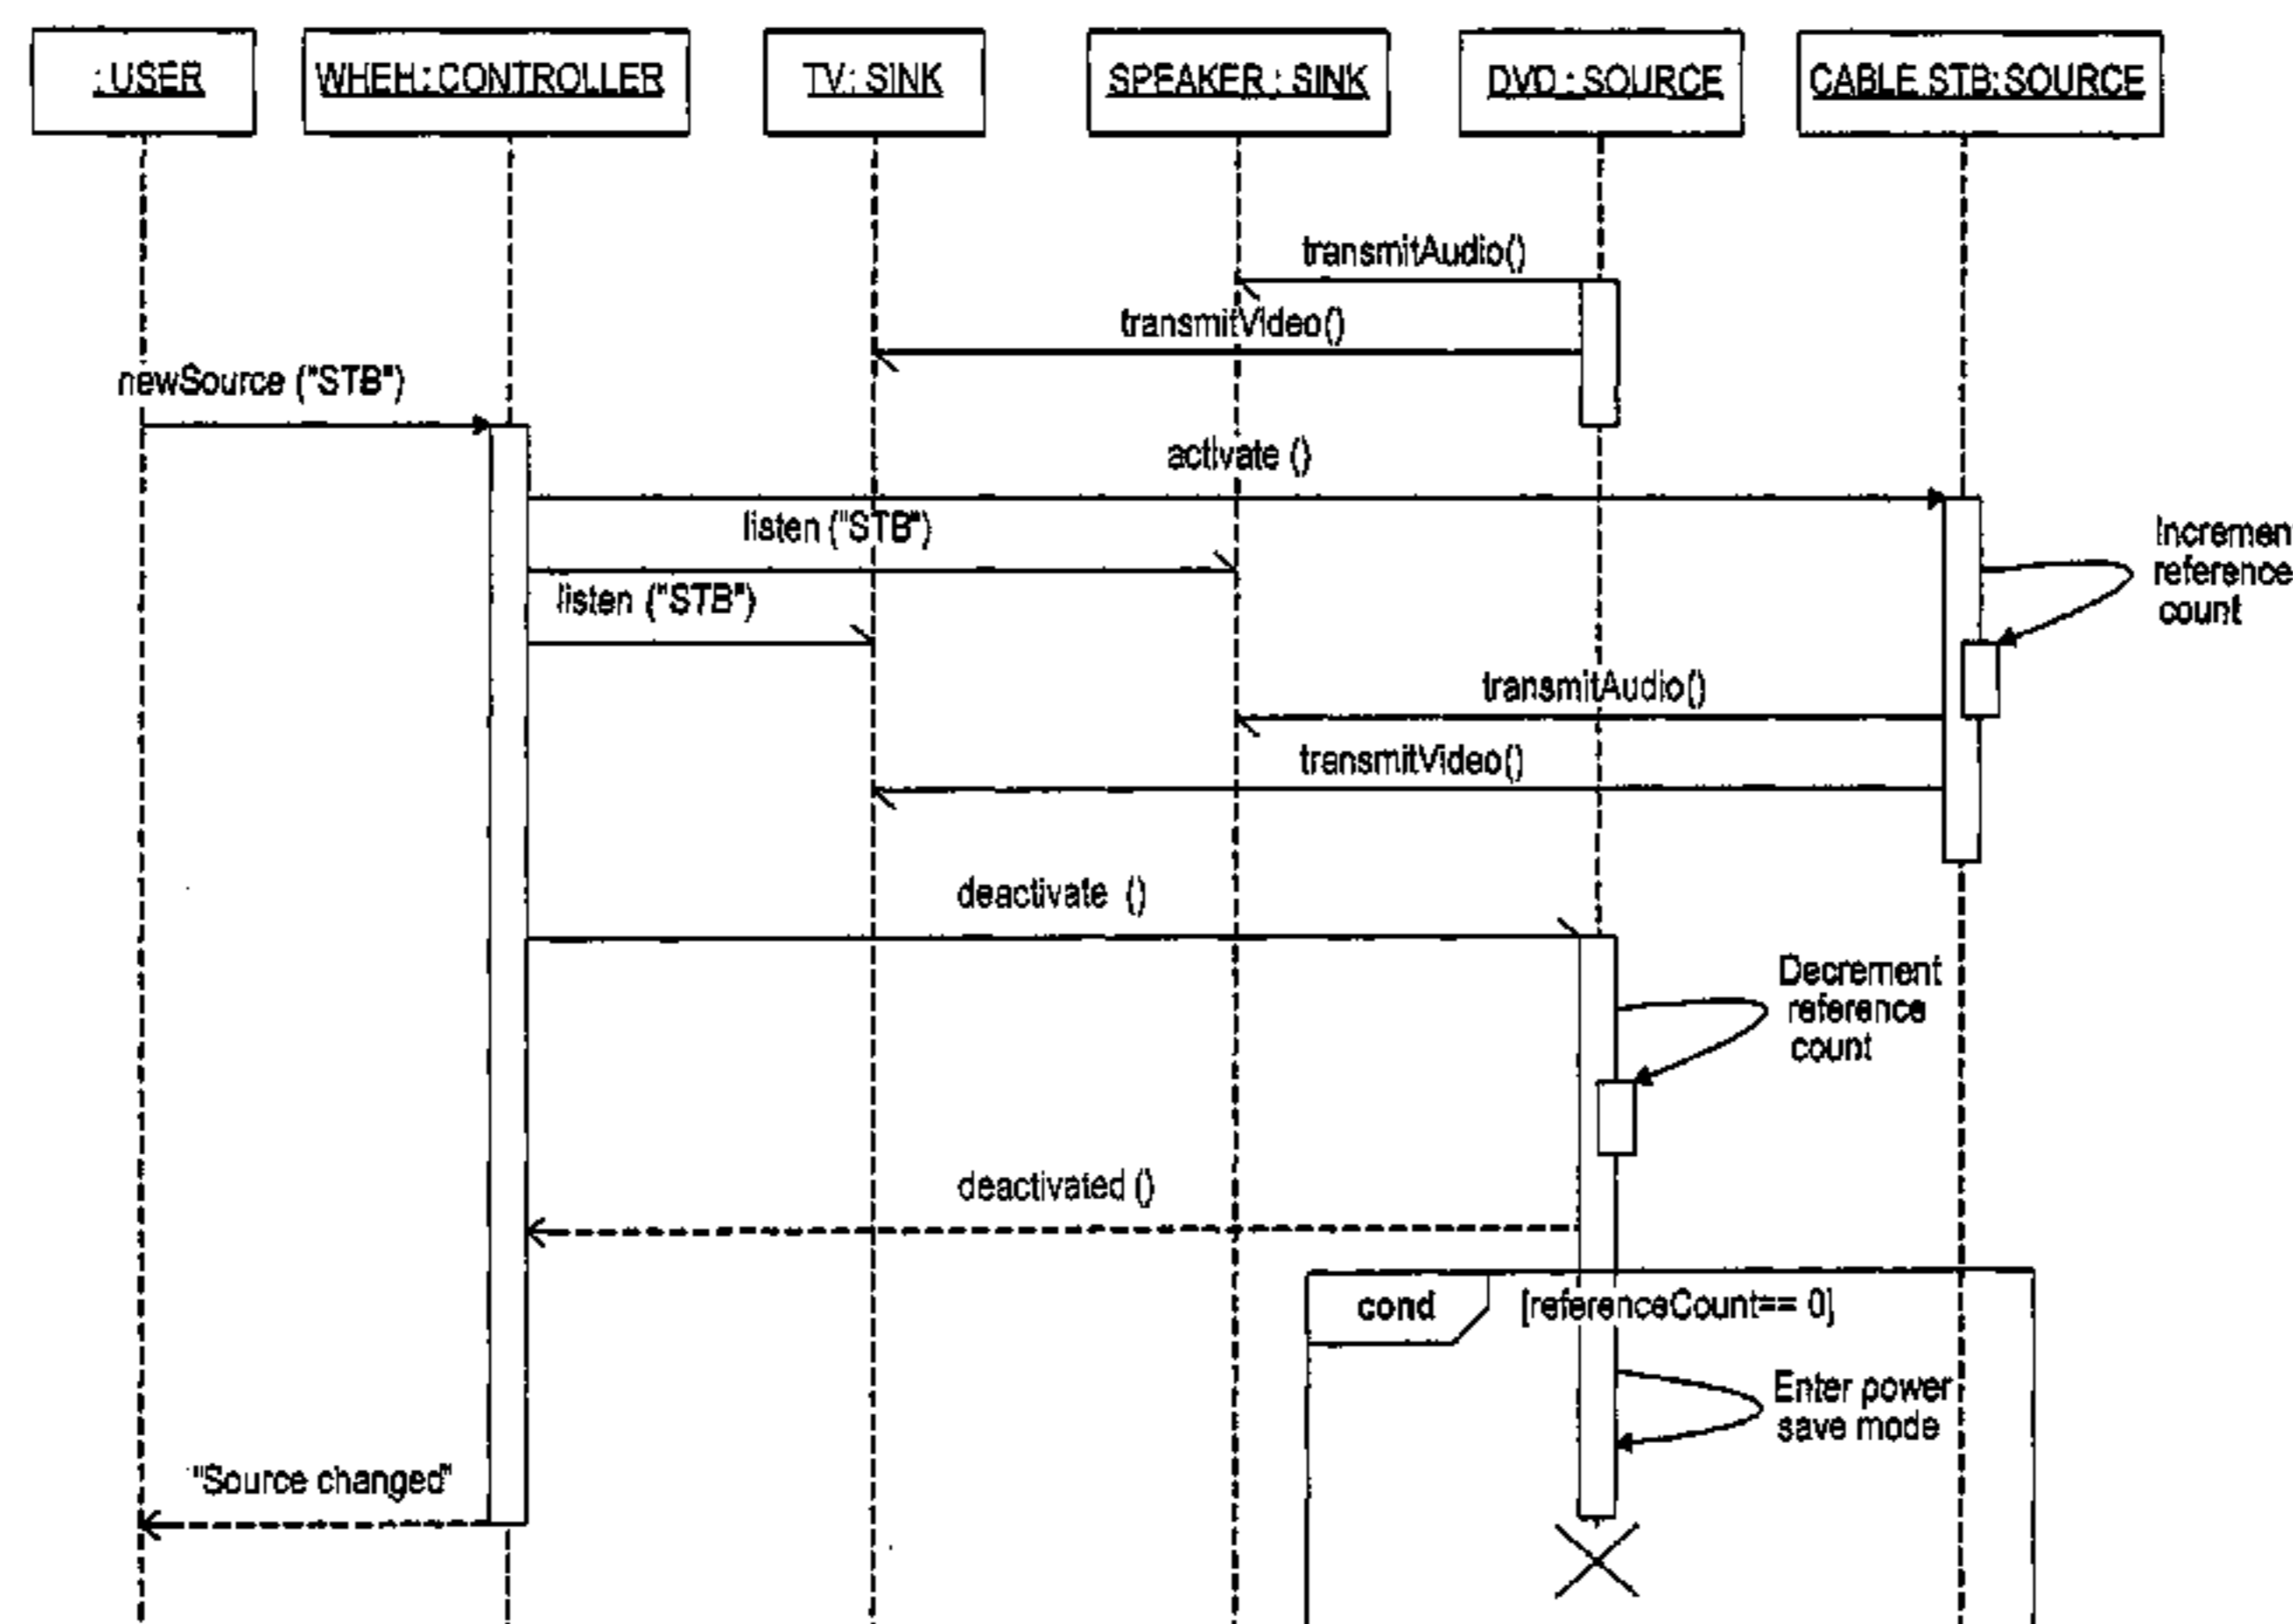 : USER
WHEH: CONTROLLER
TV: SINK
SPEAKER : SINK
DVD : SOURCE
CABLE STB: SOURCE
transmitAudio()
transmitVideo()
newSource ("STB")
activate ()
listen ("STB")
Incremen
reference
count
listen ("STB")
transmitAudio()
transmitVideo()
deactivate ()
Decrement
reference
count
deactivated ()
cond
[referenceCount== 0]
Enter power
save mode
"Source changed"